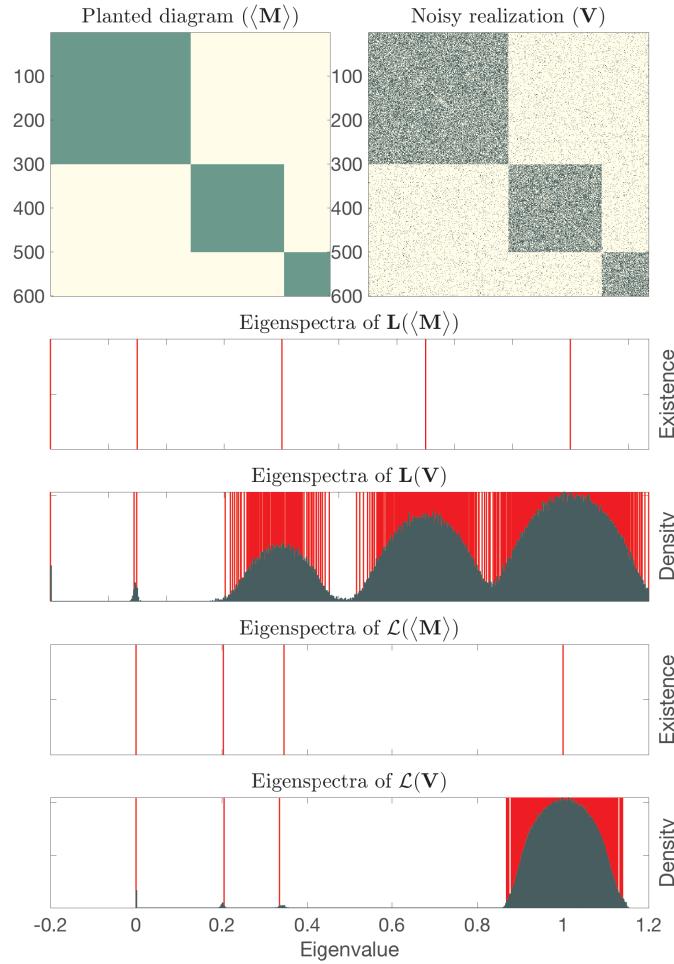 Planted diagram (⟨M⟩)
Noisy realization (V)
100
200
300
400
500
600
100
200
300
400
500
600
Eigenspectra of L(⟨M⟩)
Existence
Eigenspectra of L(V)
Density
Eigenspectra of ℒ(⟨M⟩)
Existence
Eigenspectra of ℒ(V)
Density
-0.2 0 0.2 0.4 0.6 0.8 1 1.2
Eigenvalue